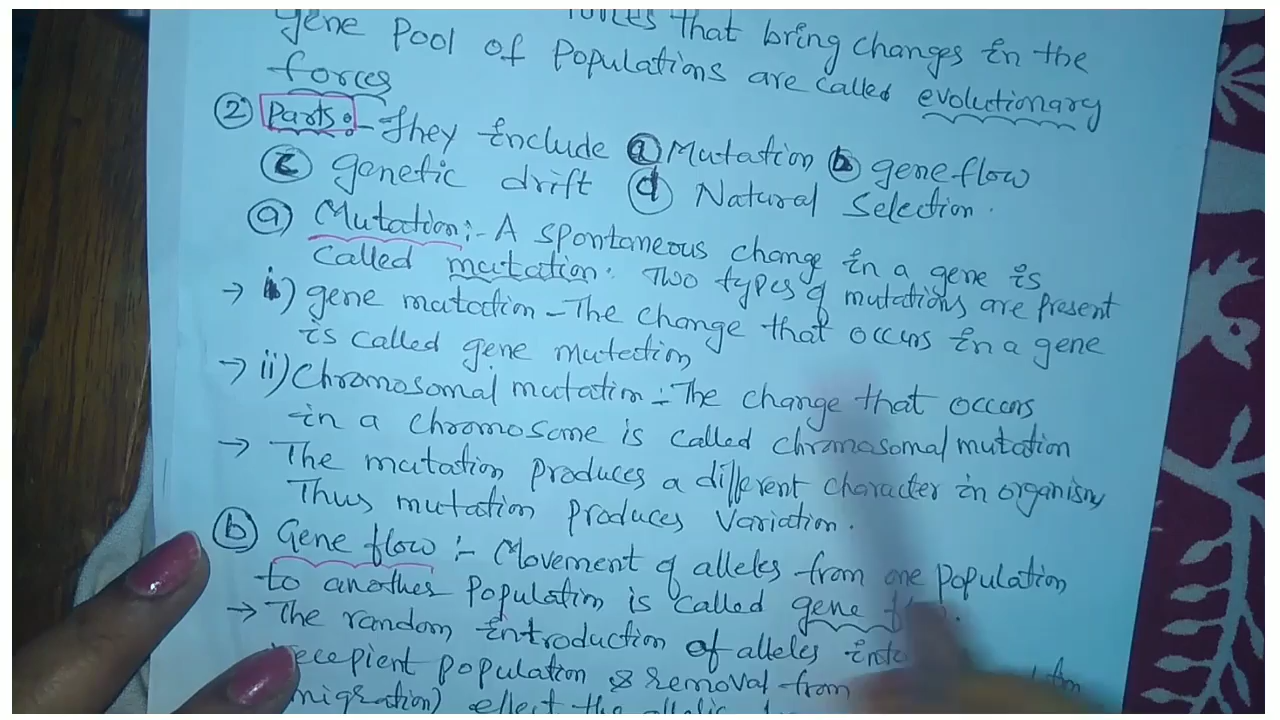 that bring changes in the
gene Pool of Populations are called evolutionary
forces
② Parts:- They include ⓐ Mutation ⓑ gene flow
ⓒ genetic drift ⓓ Natural Selection.
ⓐ Mutation:- A spontaneous change in a gene is
called mutation. Two types of mutations are present
→ i) gene mutation - The change that occurs in a gene
is called gene mutection
→ ii) Chromosomal mutation :- The change that occurs
in a chromosome is called chromosomal mutation
→ The mutation produces a different character in organism
Thus mutation produces variation.
ⓑ Gene flow :- Movement of alleles from one population
to another Population is called gene
→ The random introduction of alleles into
recepient population & removal from
migration) effect the allelic